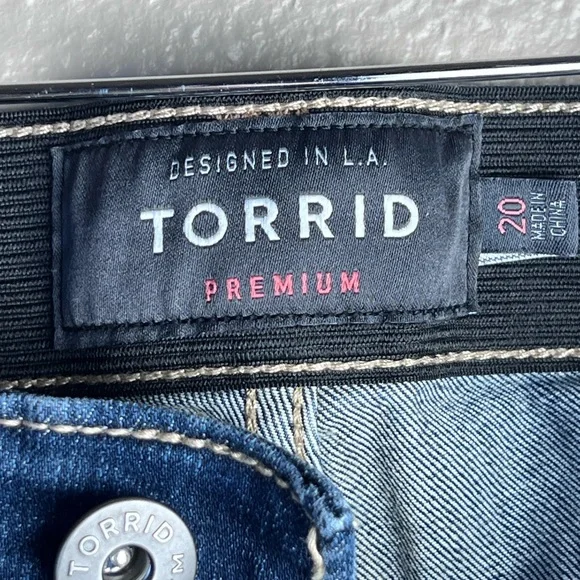 DESIGNED IN L.A.
TORRID
PREMIUM
20
MADE IN
CHINA
TORRID